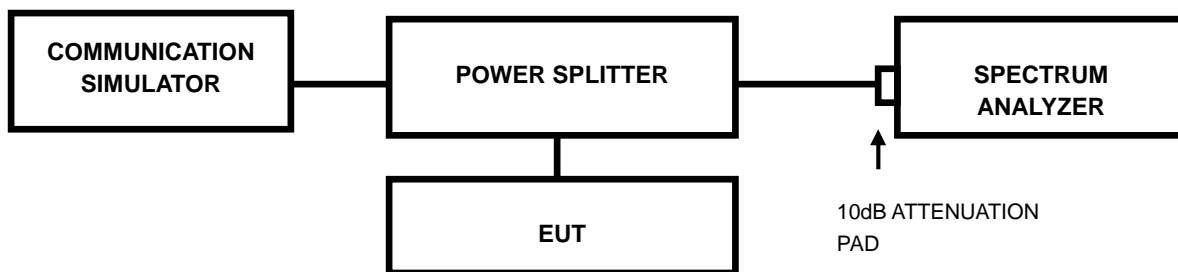 COMMUNICATION
SIMULATOR
POWER SPLITTER
SPECTRUM
ANALYZER
EUT
10dB ATTENUATION
PAD